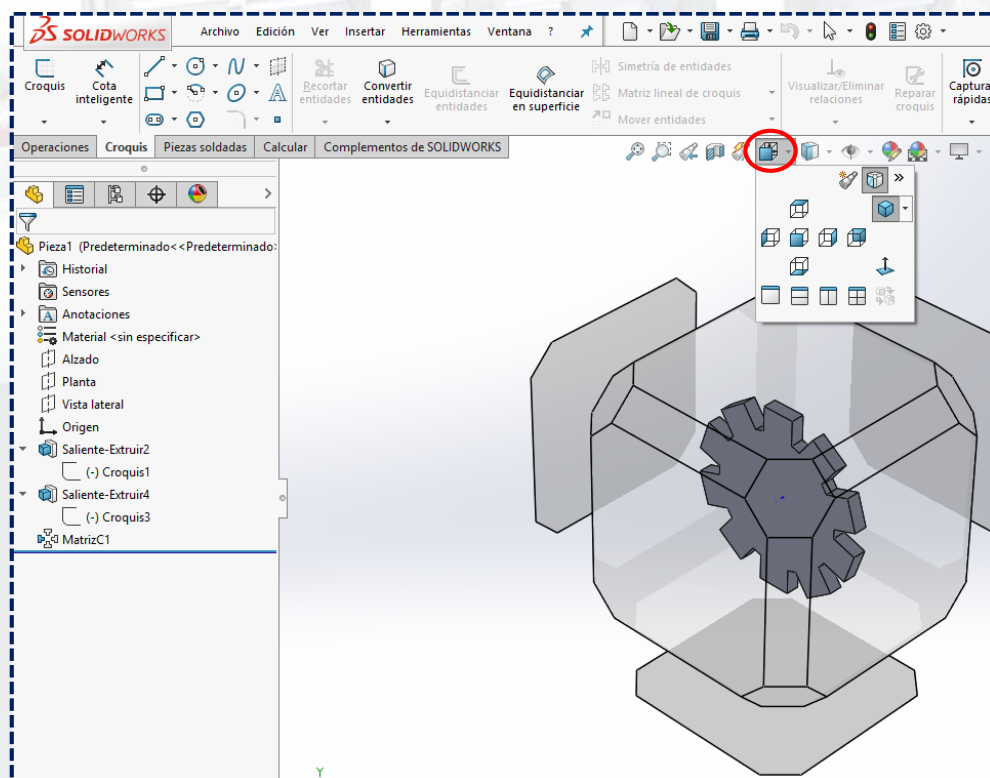 SOLIDWORKS Archivo Edición Ver Insertar Herramientas Ventana ?
Croquis
Cota inteligente
Recortar entidades
Convertir entidades
Equidistanciar entidades
Equidistanciar en superficie
Simetría de entidades
Matriz lineal de croquis
Mover entidades
Visualizar/Eliminar relaciones
Reparar croquis
Captura rápidas
Operaciones Croquis Piezas soldadas Calcular Complementos de SOLIDWORKS
Pieza1 (Predeterminado<<Predeterminado:
Historial
Sensores
Anotaciones
Material <sin especificar>
Alzado
Planta
Vista lateral
Origen
Saliente-Extruir2
(-) Croquis1
Saliente-Extruir4
(-) Croquis3
MatrizC1
Y